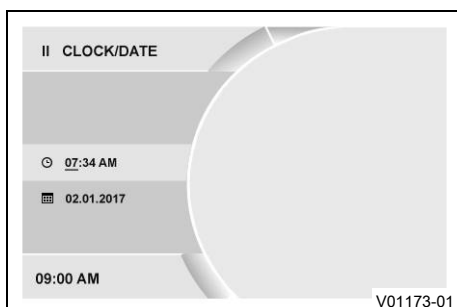 II CLOCK/DATE
07:34 AM
02.01.2017
09:00 AM
V01173-01